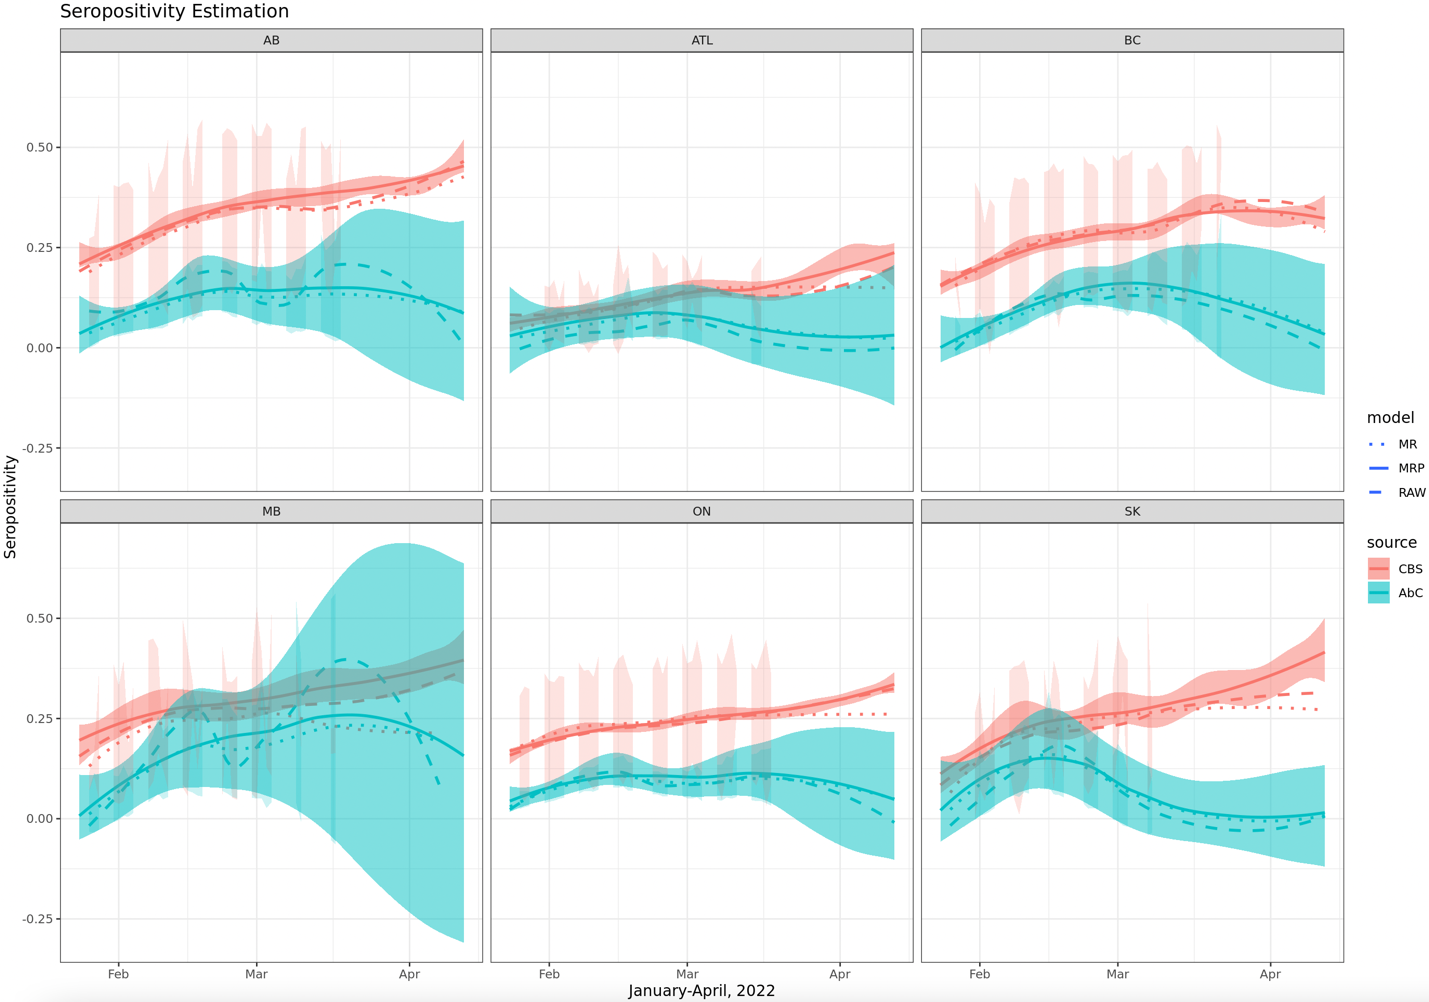 Seropositivity Estimation
AB
ATL
BC
0.50
0.25
0.00
-0.25
MB
ON
SK
0.50
0.25
0.00
-0.25
Feb
Mar
Apr
Feb
Mar
Apr
Feb
Mar
Apr
January-April, 2022
Seropositivity
model
MR
MRP
RAW
source
CBS
AbC